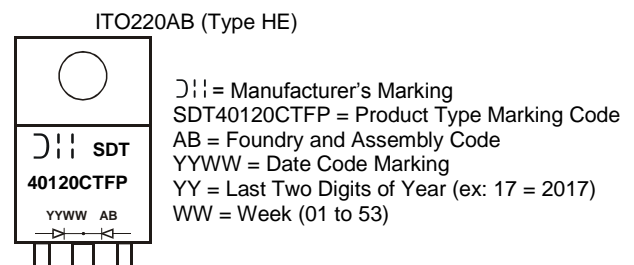 ITO220AB (Type HE)
SDT
40120CTFP
YYWW AB
= Manufacturer's Marking
SDT40120CTFP = Product Type Marking Code
AB = Foundry and Assembly Code
YYWW = Date Code Marking
YY = Last Two Digits of Year (ex: 17 = 2017)
WW = Week (01 to 53)